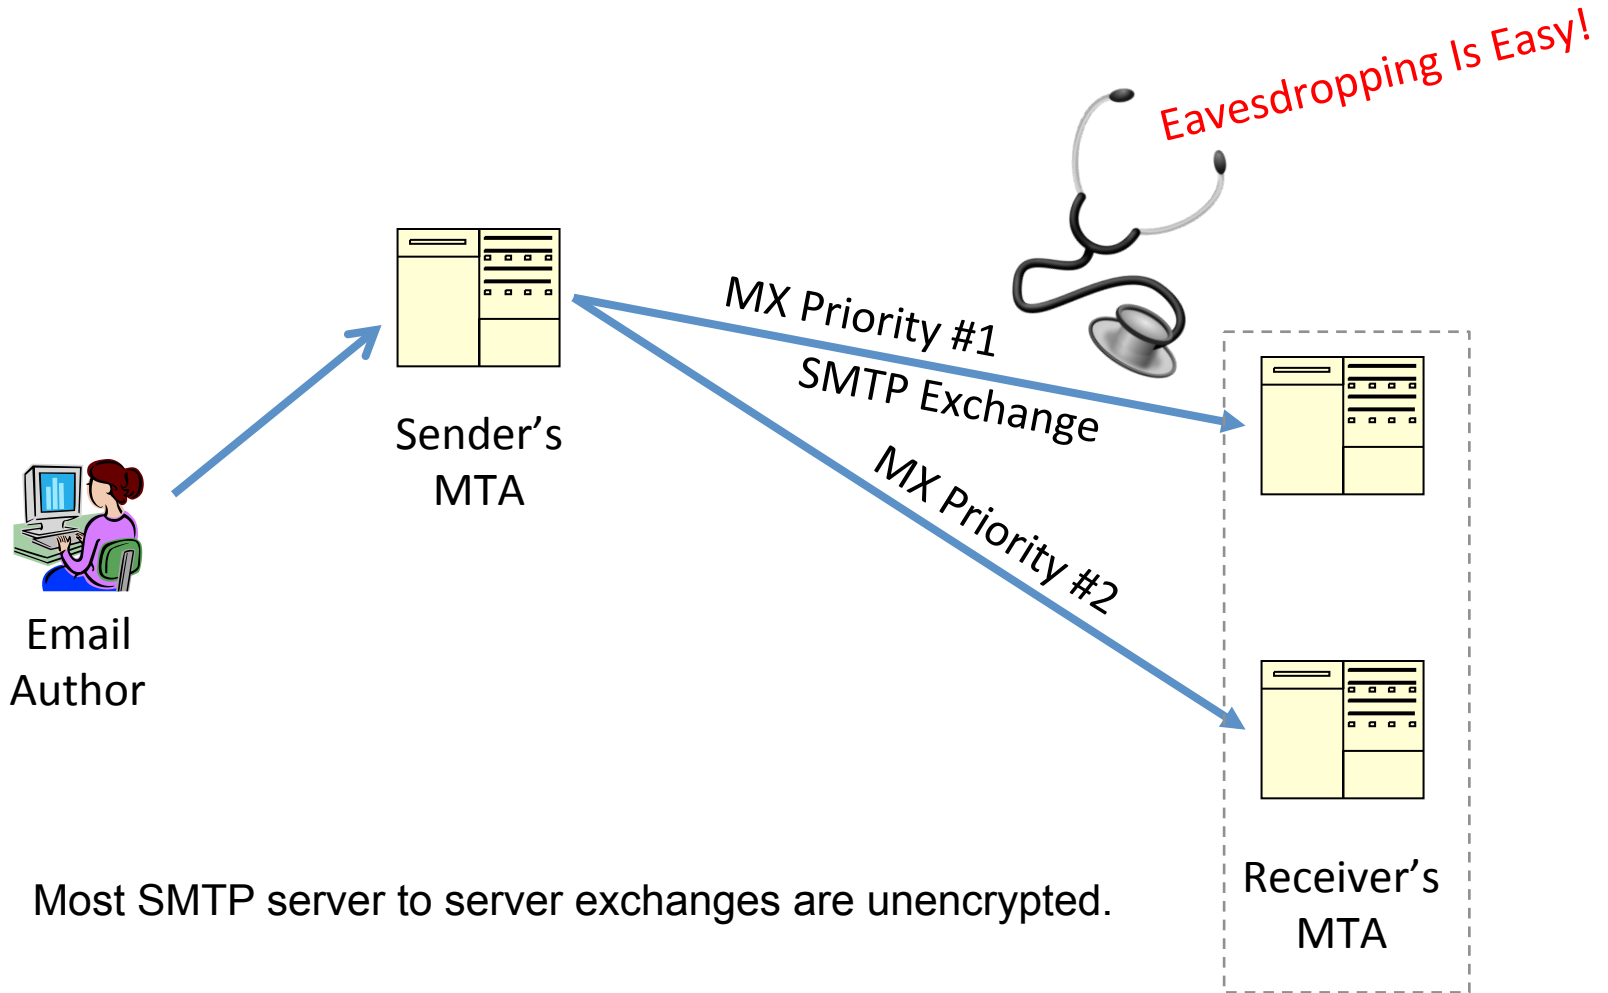 Eavesdropping Is Easy!
MX Priority #1
SMTP Exchange
Sender’s
MTA
MX Priority #2
Email
Author
Receiver’s
MTA
Most SMTP server to server exchanges are unencrypted.